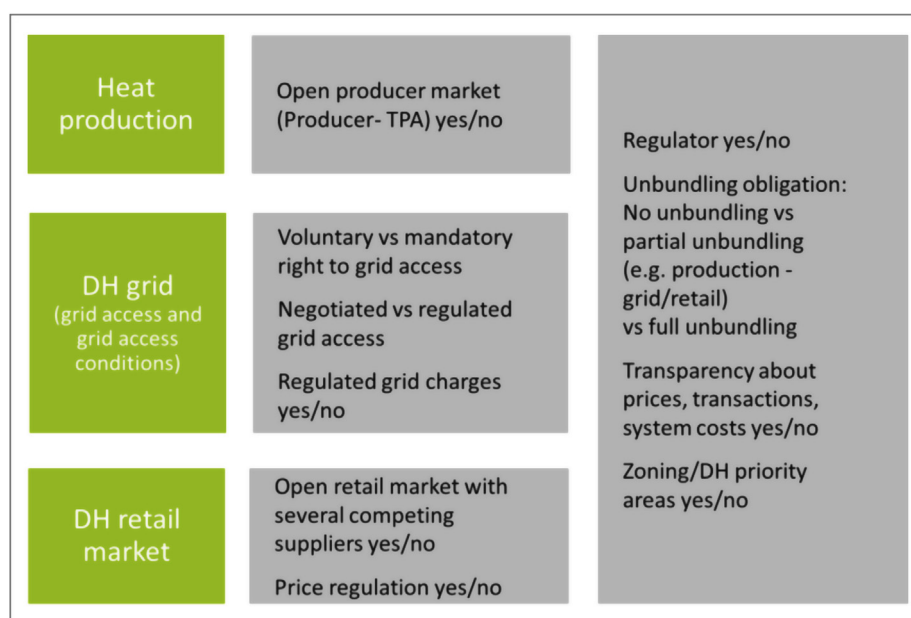 Heat
production
Open producer market
(Producer- TPA) yes/no
DH grid
(grid access and
grid access
conditions)
Voluntary vs mandatory
right to grid access
Negotiated vs regulated
grid access
Regulated grid charges
yes/no
DH retail
market
Open retail market with
several competing
suppliers yes/no
Price regulation yes/no
Regulator yes/no
Unbundling obligation:
No unbundling vs
partial unbundling
(e.g. production -
grid/retail)
vs full unbundling
Transparency about
prices, transactions,
system costs yes/no
Zoning/DH priority
areas yes/no